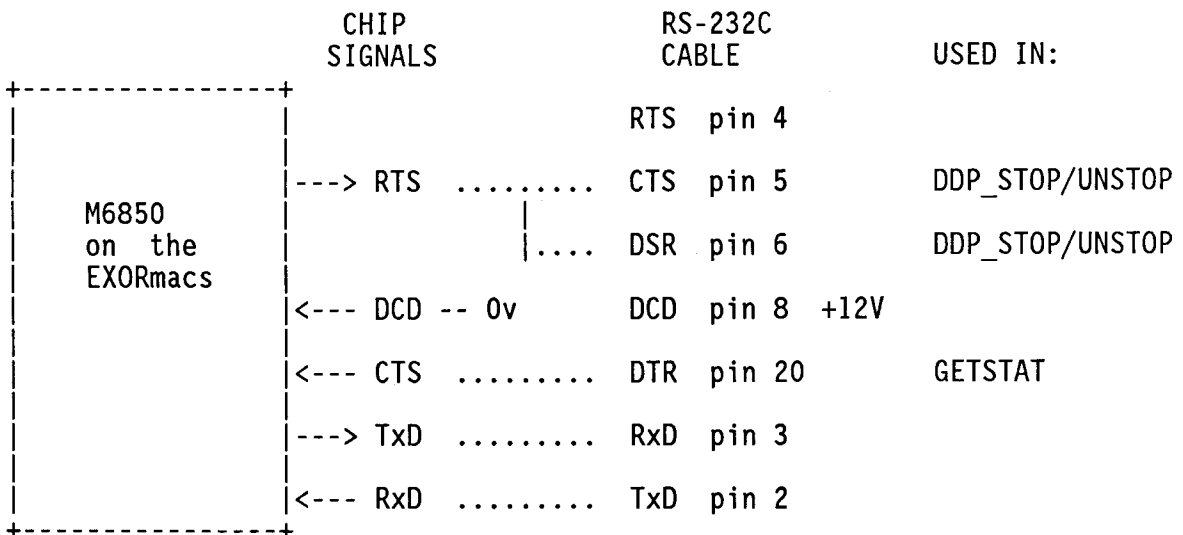 CHIP RS-232C
SIGNALS CABLE USED IN:
+-----------------+
RTS pin 4
---> RTS ......... CTS pin 5 DDP_STOP/UNSTOP
M6850
on the |.... DSR pin 6 DDP_STOP/UNSTOP
EXORmacs
<--- DCD -- 0v DCD pin 8 +12V
<--- CTS ......... DTR pin 20 GETSTAT
---> TxD ......... RxD pin 3
<--- RxD ......... TxD pin 2
+-----------------+